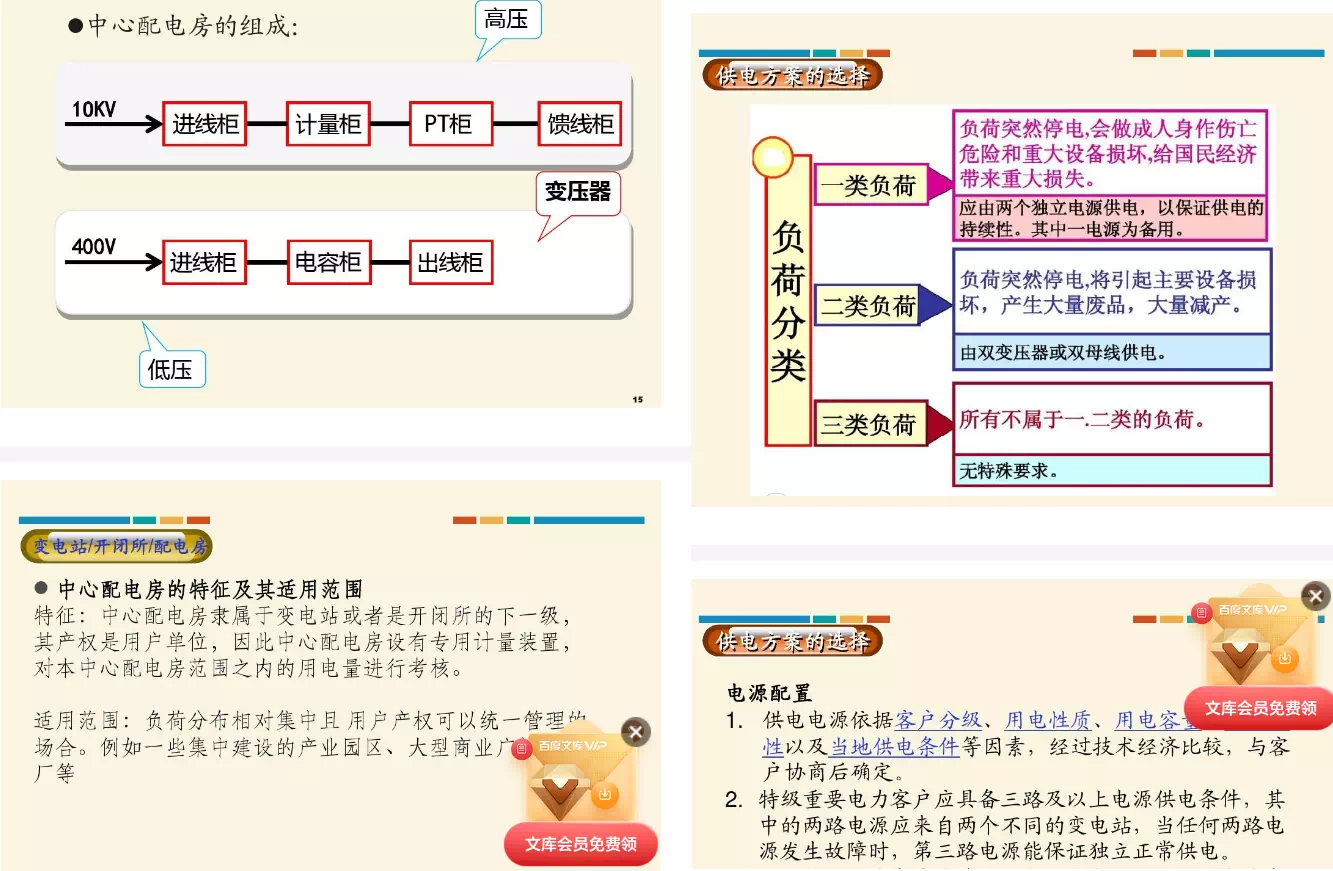 ●中心配电房的组成:
高压
10KV
进线柜
计量柜
PT柜
馈线柜
变压器
400V
进线柜
电容柜
出线柜
低压
15
变电站/开闭所/配电房
● 中心配电房的特征及其适用范围
特征：中心配电房隶属于变电站或者是开闭所的下一级，
其产权是用户单位，因此中心配电房设有专用计量装置，
对本中心配电房范围之内的用电量进行考核。
适用范围：负荷分布相对集中且用户产权可以统一管理的
场合。例如一些集中建设的产业园区、大型商业广
厂等
百度文库VIP
文库会员免费领
供电方案的选择
负荷分类
一类负荷
负荷突然停电,会做成人身作伤亡
危险和重大设备损坏,给国民经济
带来重大损失。
应由两个独立电源供电，以保证供电的
持续性。其中一电源为备用。
二类负荷
负荷突然停电,将引起主要设备损
坏，产生大量废品，大量减产。
由双变压器或双母线供电。
三类负荷
所有不属于一.二类的负荷。
无特殊要求。
供电方案的选择
百度文库VIP
文库会员免费领
电源配置
1. 供电电源依据客户分级、用电性质、用电容
性以及当地供电条件等因素，经过技术经济比较，与客
户协商后确定。
2. 特级重要电力客户应具备三路及以上电源供电条件，其
中的两路电源应来自两个不同的变电站，当任何两路电
源发生故障时，第三路电源能保证独立正常供电。